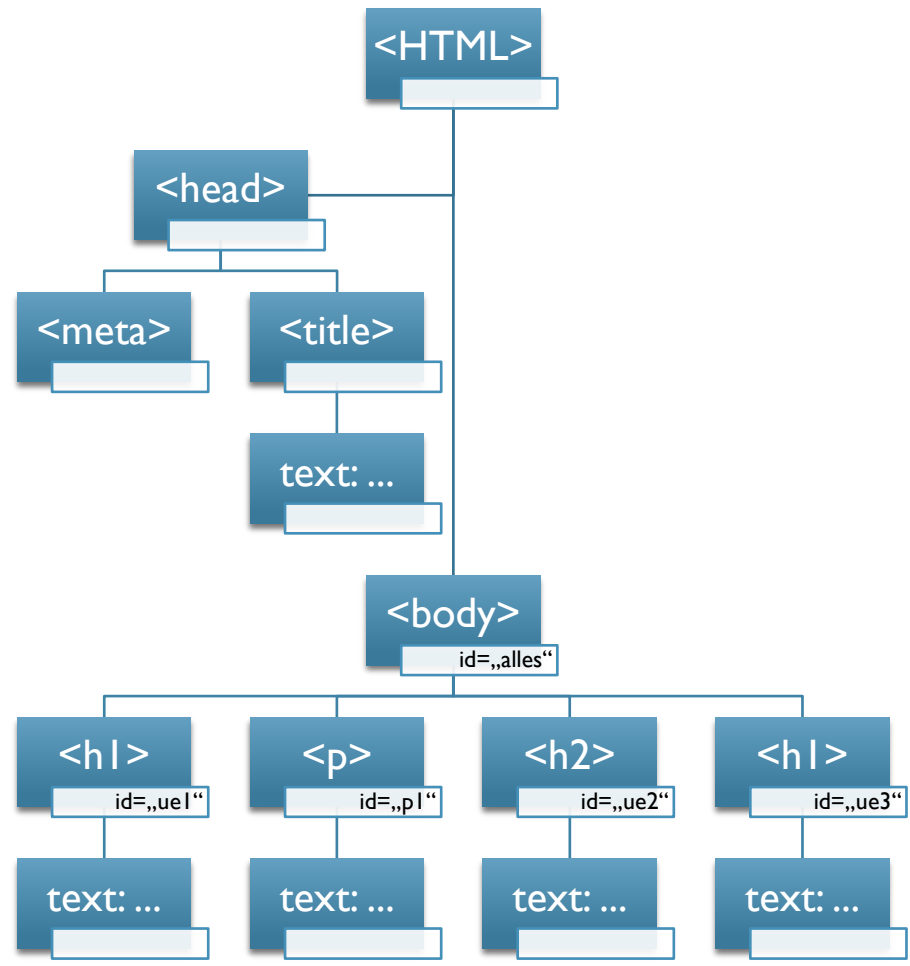 <HTML>
<head>
<meta>
<title>
text: ...
<body>
id=„alles“
<h1>
<p>
<h2>
<h1>
id=„ue1“
id=„p1“
id=„ue2“
id=„ue3“
text: ...
text: ...
text: ...
text: ...